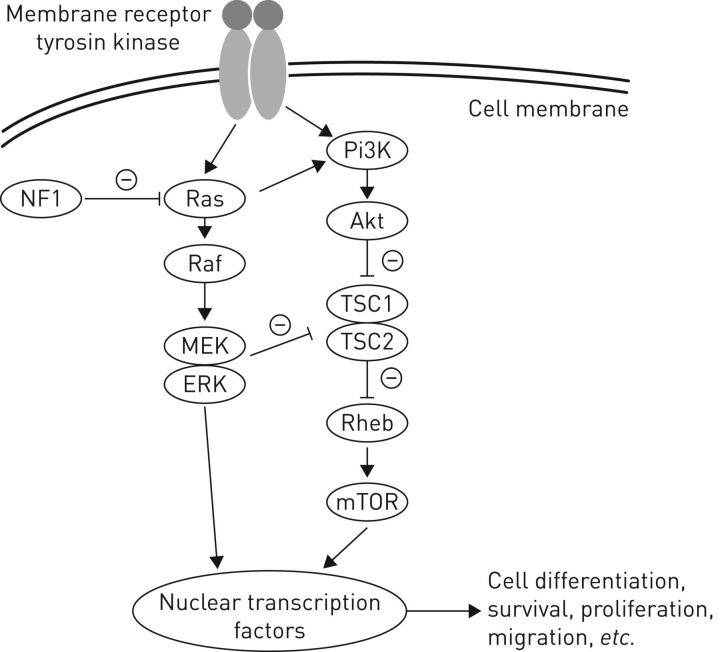 Membrane receptor
tyrosin kinase
Cell membrane
Pi3K
NF1
⊖
Ras
Akt
Raf
⊖
TSC1
⊖
MEK
TSC2
ERK
⊖
Rheb
mTOR
Nuclear transcription
factors
Cell differentiation,
survival, proliferation,
migration, etc.